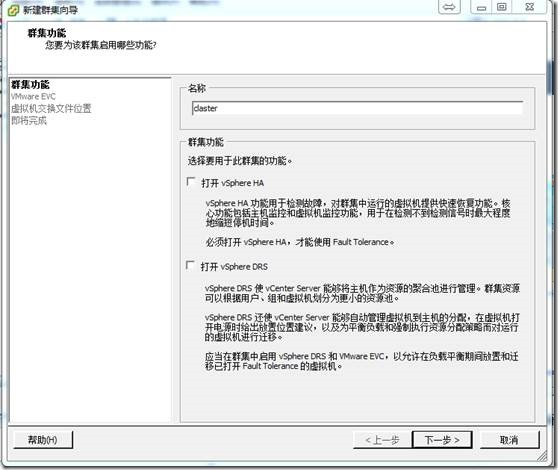 新建群集向导
群集功能
您要为该群集启用哪些功能?
群集功能
VMware EVC
虚拟机交换文件位置
即将完成
名称
claster
群集功能
选择要用于此群集的功能。
打开 vSphere HA
vSphere HA 功能用于检测故障，对群集中运行的虚拟机提供快速恢复功能。核
心功能包括主机监控和虚拟机监控功能，用于在检测不到检测信号时最大程度
地缩短停机时间。
必须打开 vSphere HA，才能使用 Fault Tolerance。
打开 vSphere DRS
vSphere DRS 使 vCenter Server 能够将主机作为资源的聚合池进行管理。群集资源
可以根据用户、组和虚拟机划分为更小的资源池。
vSphere DRS 还使 vCenter Server 能够自动管理虚拟机到主机的分配，在虚拟机打
开电源时给出放置位置建议，以及为平衡负载和强制执行资源分配策略而对运行
的虚拟机进行迁移。
应当在群集中启用 vSphere DRS 和 VMware EVC，以允许在负载平衡期间放置和迁
移已打开 Fault Tolerance 的虚拟机。
帮助(H)
< 上一步
下一步 >
取消